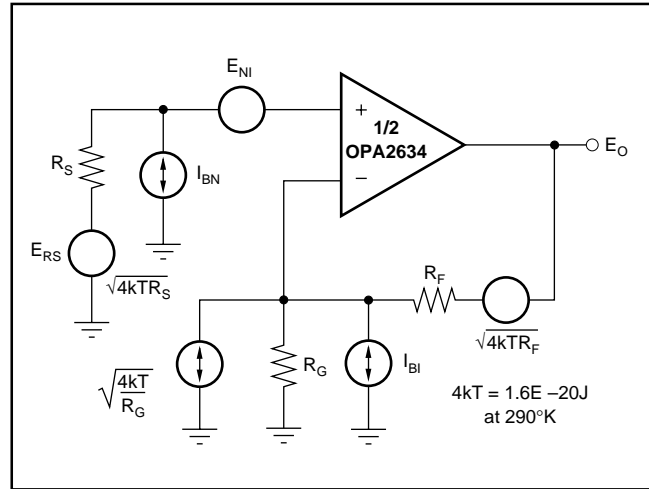 E_NI
+
1/2
OPA2634
−
E_O
R_S
I_BN
E_RS
√4kTR_S
R_F
√4kTR_F
√4kT/R_G
R_G
I_BI
4kT = 1.6E –20J
at 290°K